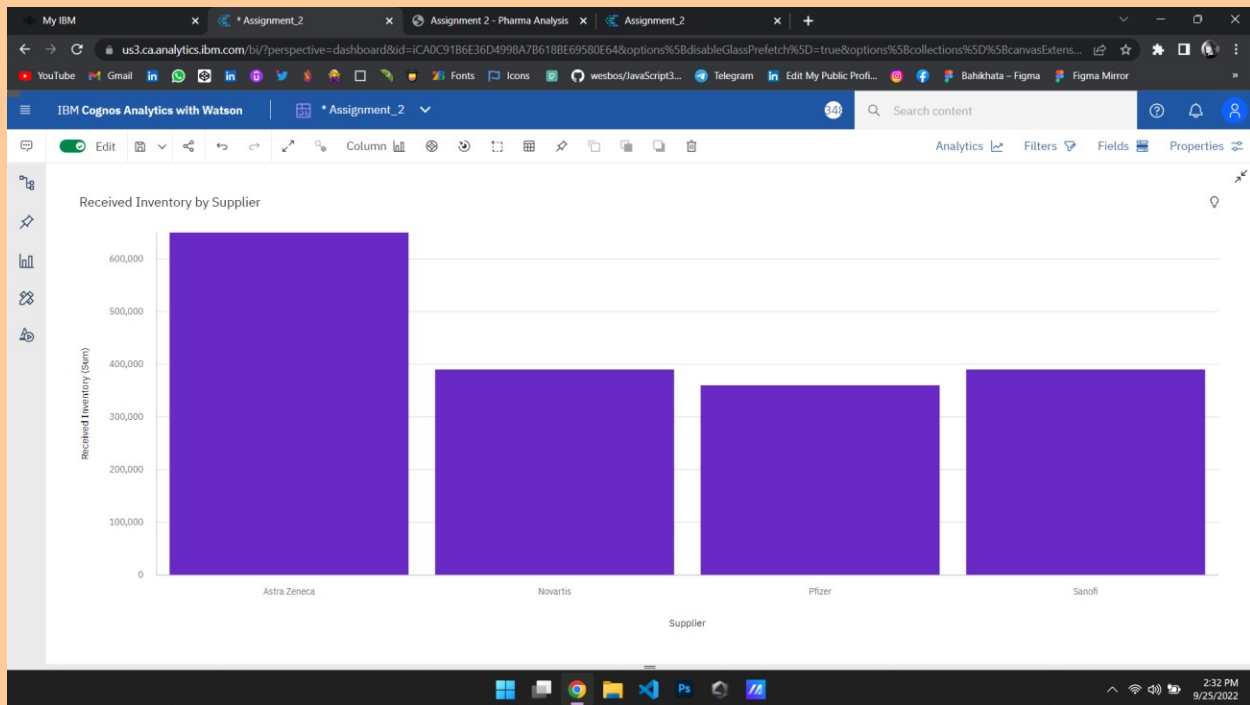 My IBM
* Assignment_2
Assignment 2 - Pharma Analysis
Assignment_2
us3.ca.analytics.ibm.com/bi/?perspective=dashboard&id=iCA0C91B6E36D4998A7B618BE69580E64&options%5BdisableGlassPrefetch%5D=true&options%5Bcollections%5D%5BcanvasExtens...
YouTube
Gmail
Fonts
Icons
wesbos/JavaScript3...
Telegram
Edit My Public Profi...
Bahikhata – Figma
Figma Mirror
»
IBM Cognos Analytics with Watson
* Assignment_2
Search content
Edit
Column
Analytics
Filters
Fields
Properties
Received Inventory by Supplier
Received Inventory (Sum)
600,000
500,000
400,000
300,000
200,000
100,000
0
Astra Zeneca
Novartis
Pfizer
Sanofi
Supplier
Ps
2:32 PM
9/25/2022